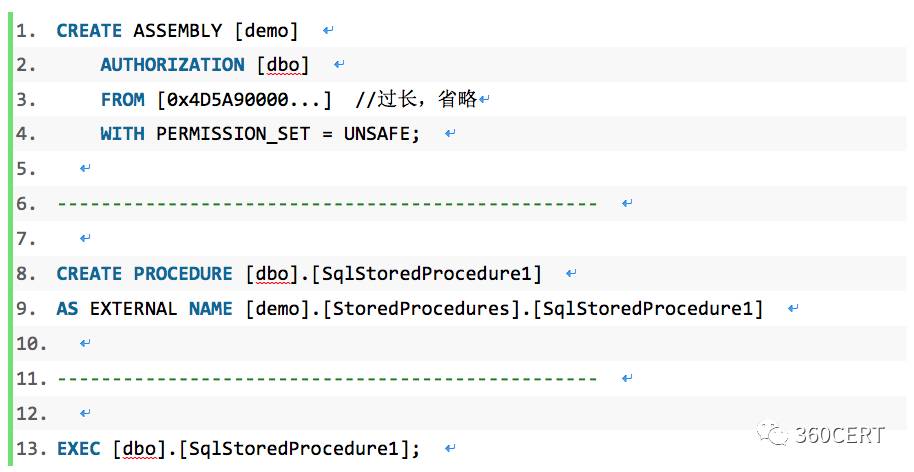 1. CREATE ASSEMBLY [demo] ↵
2. AUTHORIZATION [dbo] ↵
3. FROM [0x4D5A90000...] //过长，省略↵
4. WITH PERMISSION_SET = UNSAFE; ↵
5. ↵
6. ------------------------------------------------- ↵
7. ↵
8. CREATE PROCEDURE [dbo].[SqlStoredProcedure1] ↵
9. AS EXTERNAL NAME [demo].[StoredProcedures].[SqlStoredProcedure1] ↵
10. ↵
11. ------------------------------------------------- ↵
12. ↵
13. EXEC [dbo].[SqlStoredProcedure1]; ↵
360CERT